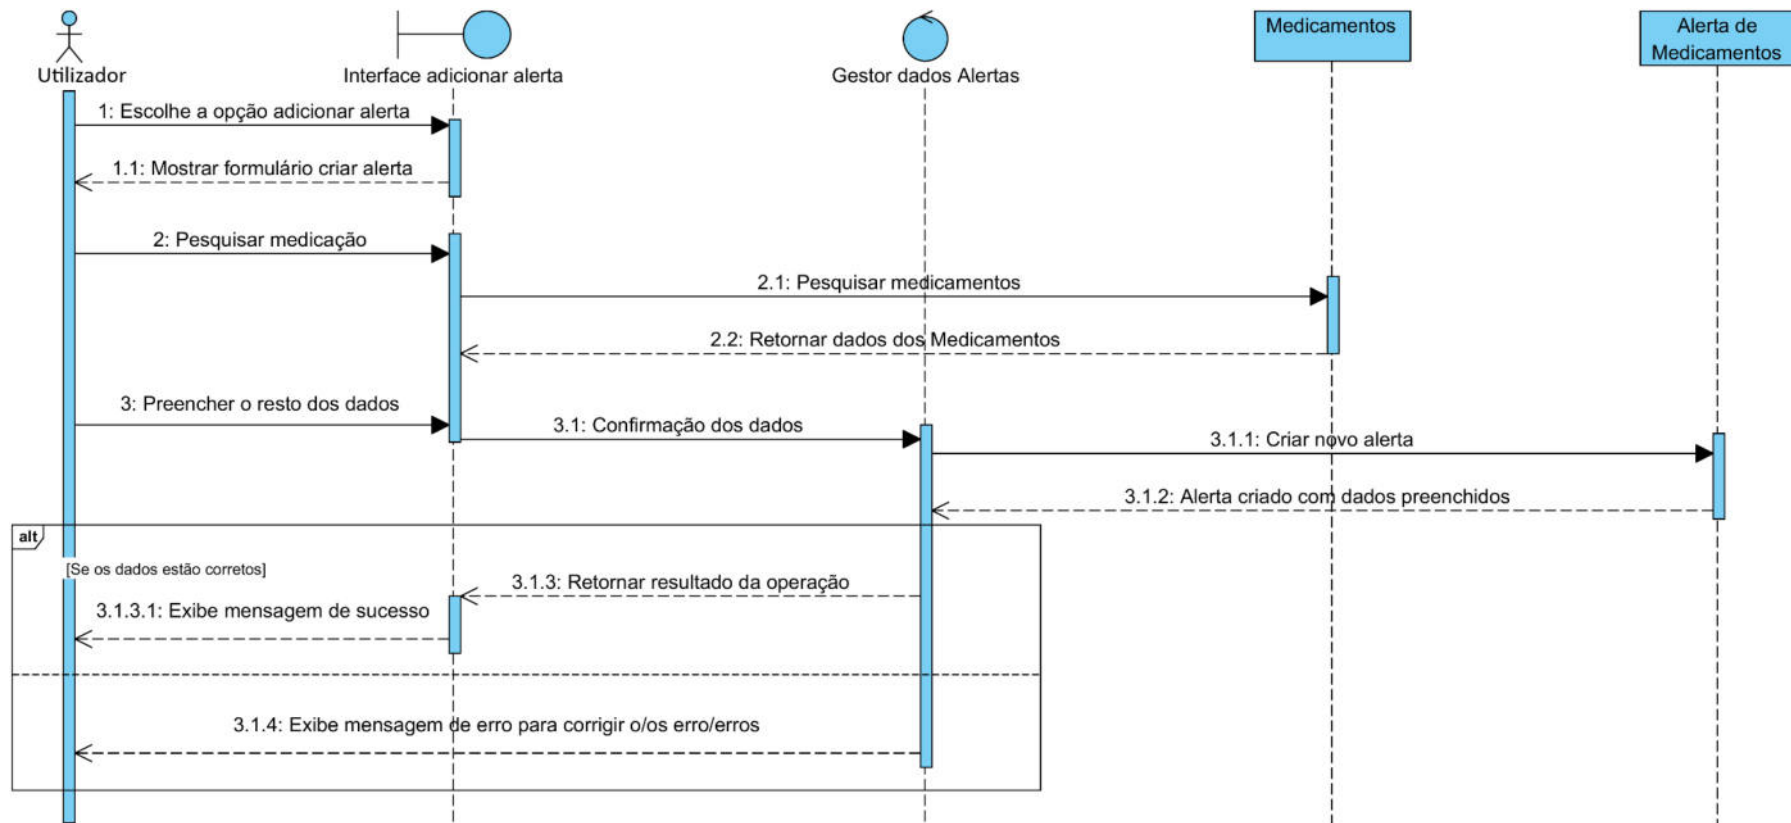 Utilizador
Interface adicionar alerta
Gestor dados Alertas
Medicamentos
Alerta de
Medicamentos
1: Escolhe a opção adicionar alerta
1.1: Mostrar formulário criar alerta
2: Pesquisar medicação
2.1: Pesquisar medicamentos
2.2: Retornar dados dos Medicamentos
3: Preencher o resto dos dados
3.1: Confirmação dos dados
3.1.1: Criar novo alerta
3.1.2: Alerta criado com dados preenchidos
alt
[Se os dados estão corretos]
3.1.3: Retornar resultado da operação
3.1.3.1: Exibe mensagem de sucesso
3.1.4: Exibe mensagem de erro para corrigir o/os erro/erros